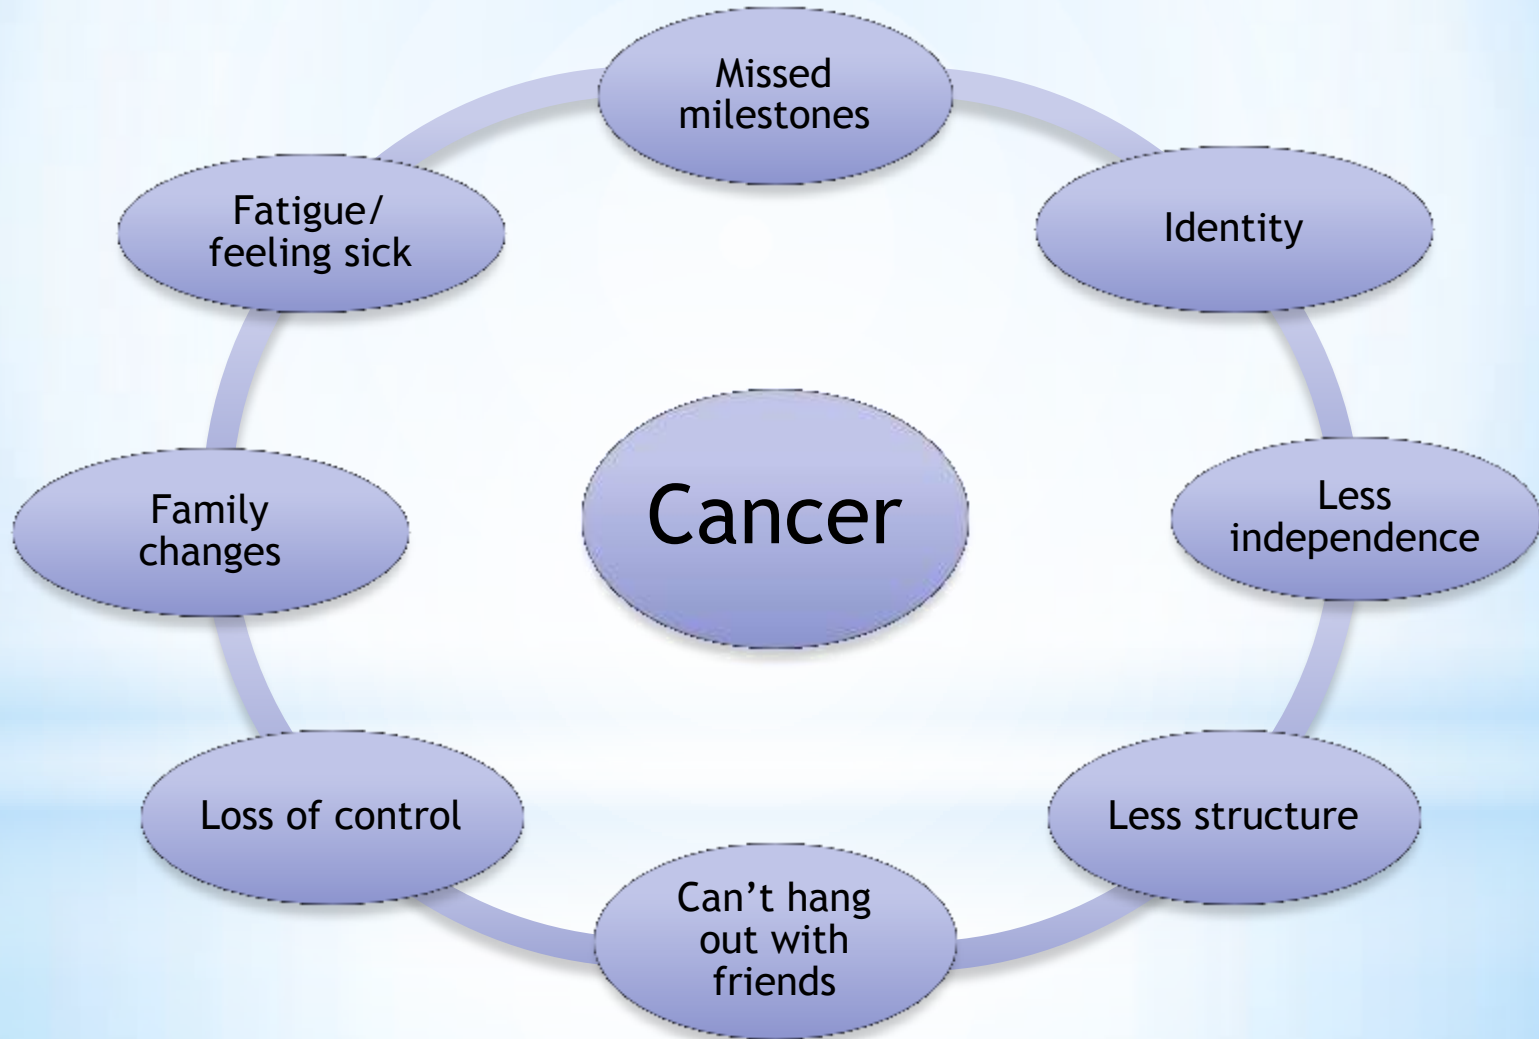 Missed
milestones
Identity
Less
independence
Less structure
Can’t hang
out with
friends
Loss of control
Family
changes
Fatigue/
feeling sick
Cancer